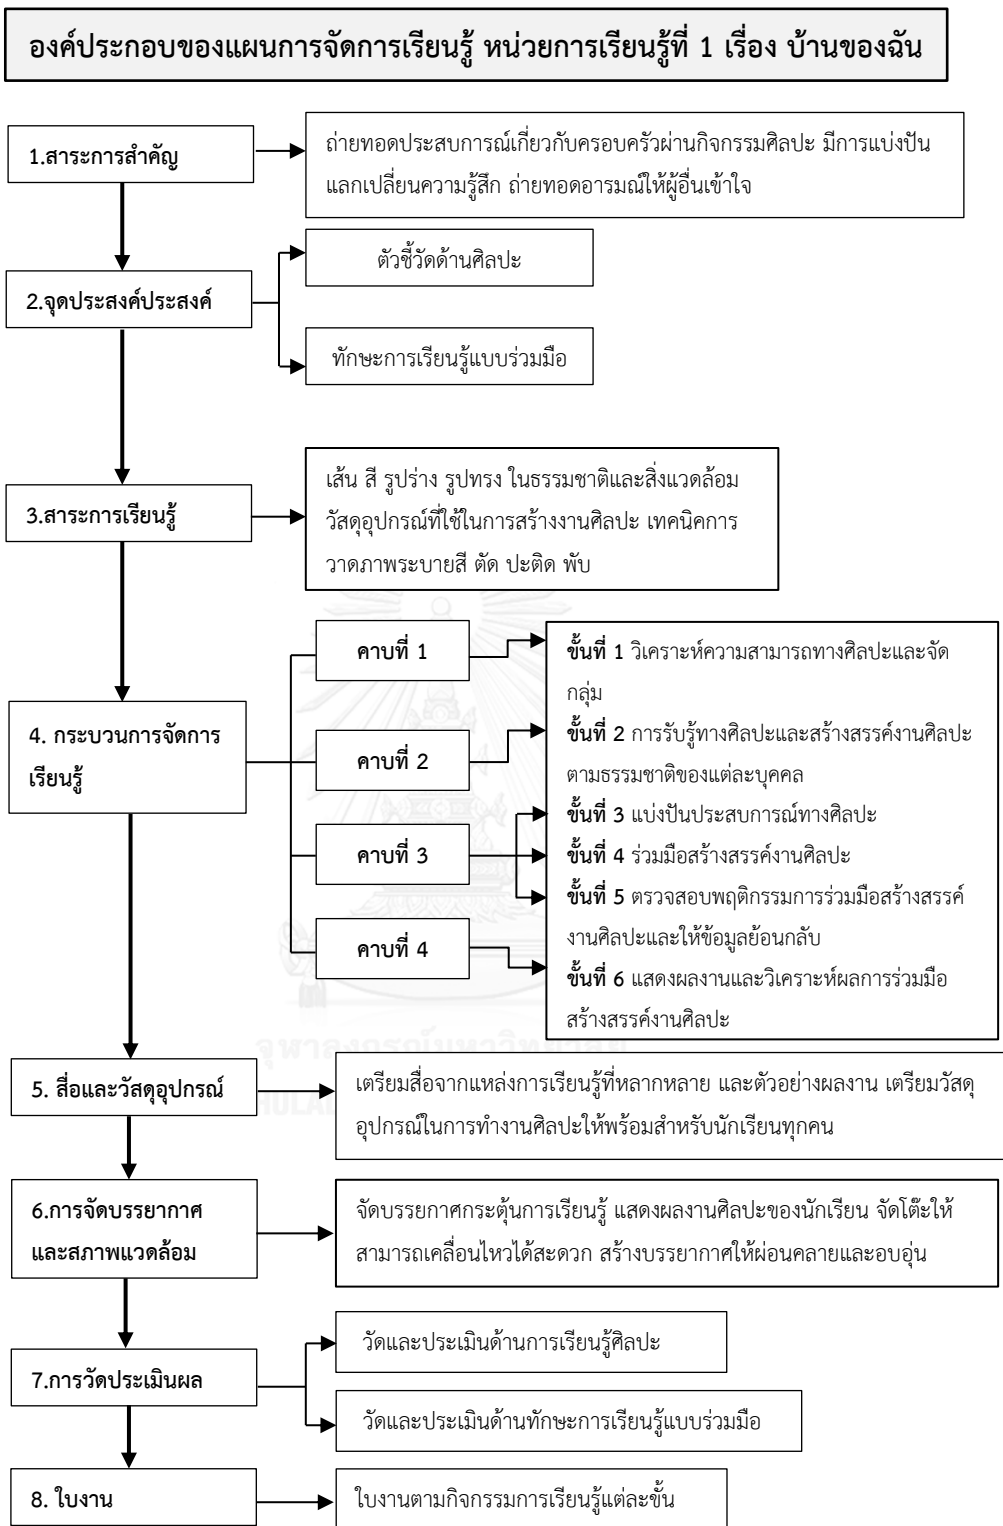 องค์ประกอบของแผนการจัดการเรียนรู้ หน่วยการเรียนรู้ที่ 1 เรื่อง บ้านของฉัน
1.สาระการสำคัญ
ถ่ายทอดประสบการณ์เกี่ยวกับครอบครัวผ่านกิจกรรมศิลปะ มีการแบ่งปัน
แลกเปลี่ยนความรู้สึก ถ่ายทอดอารมณ์ให้ผู้อื่นเข้าใจ
2.จุดประสงค์ประสงค์
ตัวชี้วัดด้านศิลปะ
ทักษะการเรียนรู้แบบร่วมมือ
3.สาระการเรียนรู้
เส้น สี รูปร่าง รูปทรง ในธรรมชาติและสิ่งแวดล้อม
วัสดุอุปกรณ์ที่ใช้ในการสร้างงานศิลปะ เทคนิคการ
วาดภาพระบายสี ตัด ปะติด พับ
4. กระบวนการจัดการ
เรียนรู้
คาบที่ 1
คาบที่ 2
คาบที่ 3
คาบที่ 4
ขั้นที่ 1 วิเคราะห์ความสามารถทางศิลปะและจัด
กลุ่ม
ขั้นที่ 2 การรับรู้ทางศิลปะและสร้างสรรค์งานศิลปะ
ตามธรรมชาติของแต่ละบุคคล
ขั้นที่ 3 แบ่งปันประสบการณ์ทางศิลปะ
ขั้นที่ 4 ร่วมมือสร้างสรรค์งานศิลปะ
ขั้นที่ 5 ตรวจสอบพฤติกรรมการร่วมมือสร้างสรรค์
งานศิลปะและให้ข้อมูลย้อนกลับ
ขั้นที่ 6 แสดงผลงานและวิเคราะห์ผลการร่วมมือ
สร้างสรรค์งานศิลปะ
จุฬาลงกรณ์มหาวิทยาลัย
5. สื่อและวัสดุอุปกรณ์
เตรียมสื่อจากแหล่งการเรียนรู้ที่หลากหลาย และตัวอย่างผลงาน เตรียมวัสดุ
อุปกรณ์ในการทำงานศิลปะให้พร้อมสำหรับนักเรียนทุกคน
6.การจัดบรรยากาศ
และสภาพแวดล้อม
จัดบรรยกาศกระตุ้นการเรียนรู้ แสดงผลงานศิลปะของนักเรียน จัดโต๊ะให้
สามารถเคลื่อนไหวได้สะดวก สร้างบรรยากาศให้ผ่อนคลายและอบอุ่น
7.การวัดประเมินผล
วัดและประเมินด้านการเรียนรู้ศิลปะ
วัดและประเมินด้านทักษะการเรียนรู้แบบร่วมมือ
8. ใบงาน
ใบงานตามกิจกรรมการเรียนรู้แต่ละขั้น